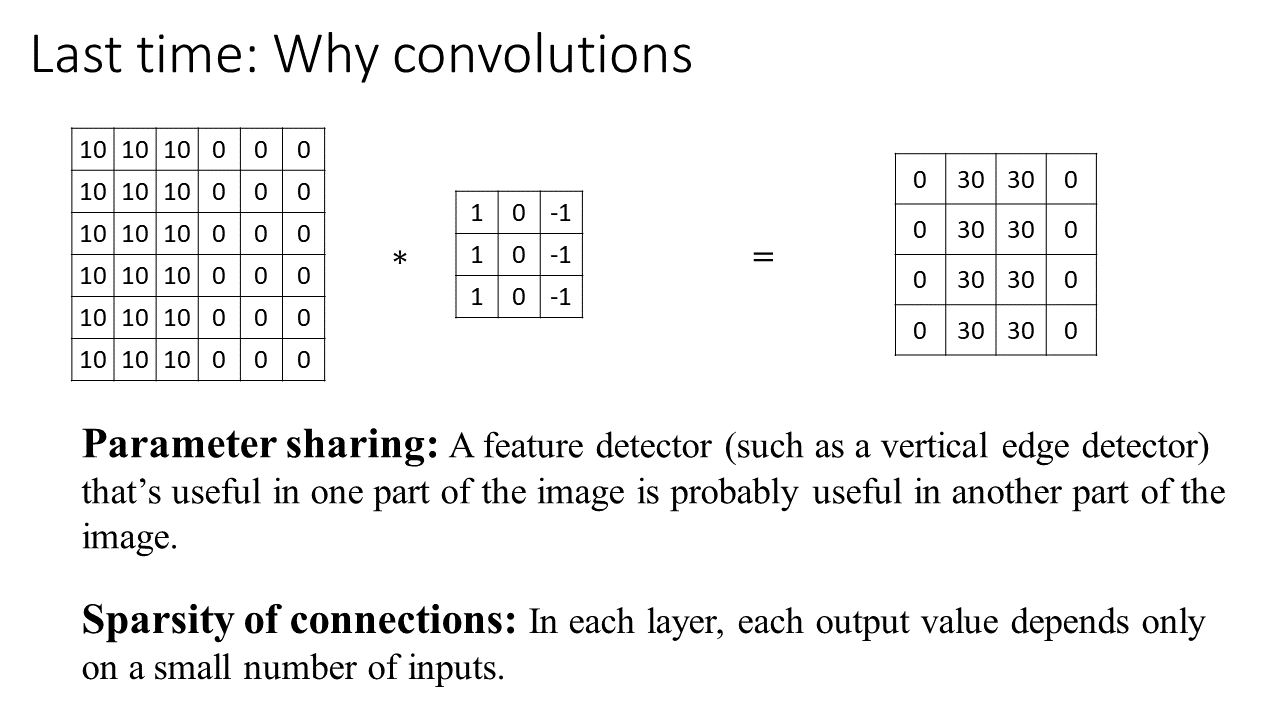 Last time: Why convolutions
10 10 10 0 0 0
10 10 10 0 0 0
10 10 10 0 0 0
10 10 10 0 0 0
10 10 10 0 0 0
10 10 10 0 0 0
*
1 0 -1
1 0 -1
1 0 -1
=
0 30 30 0
0 30 30 0
0 30 30 0
0 30 30 0
Parameter sharing: A feature detector (such as a vertical edge detector)
that’s useful in one part of the image is probably useful in another part of the
image.
Sparsity of connections: In each layer, each output value depends only
on a small number of inputs.